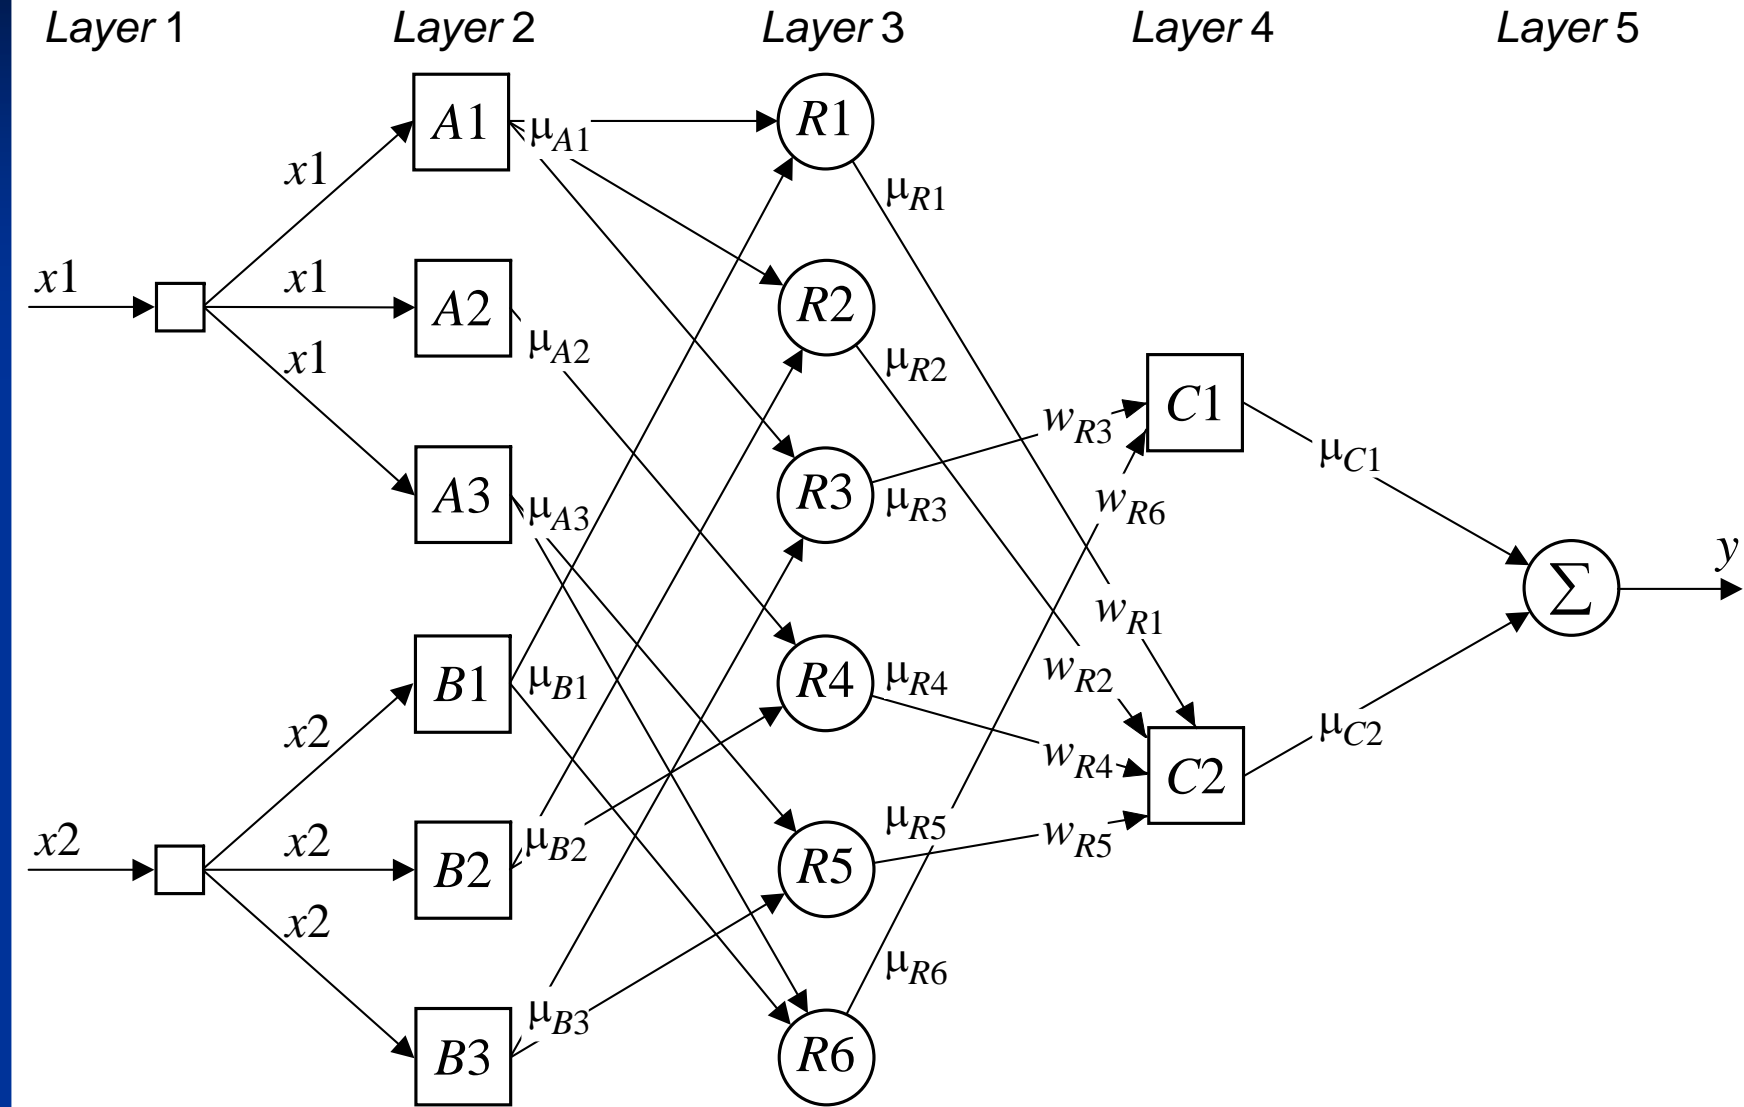 Layer 1 Layer 2 Layer 3 Layer 4 Layer 5
A1
μA1
R1
x1
μR1
x1
x1
A2
μA2
R2
x1
μR2
C1
wR3
μC1
A3
μA3
R3
μR3
wR6
y
Σ
wR1
B1
μB1
R4
μR4
wR2
x2
μC2
wR4
C2
x2
x2
B2
μB2
R5
μR5
wR5
x2
μR6
B3
μB3
R6